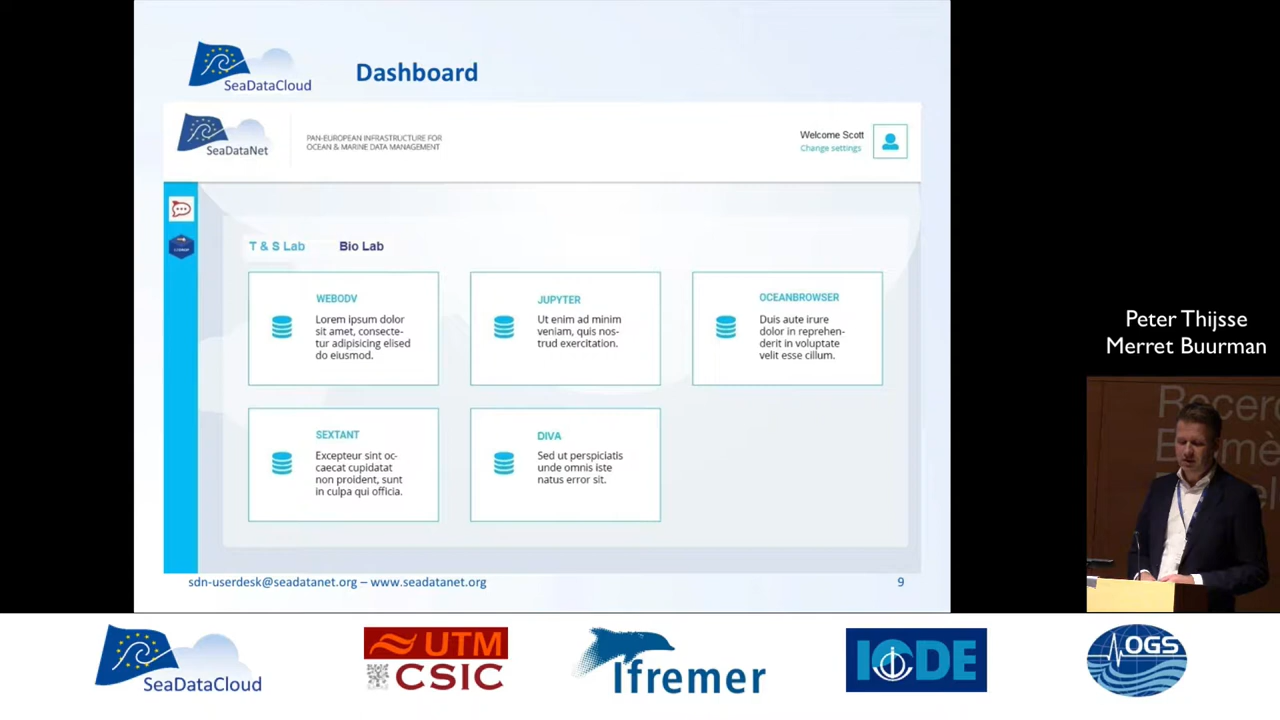 SeaDataCloud
Dashboard
SeaDataNet
PAN-EUROPEAN INFRASTRUCTURE FOR
OCEAN & MARINE DATA MANAGEMENT
Welcome Scott
Change settings
T & S Lab
Bio Lab
WEBODV
Lorem ipsum dolor
sit amet, consecte-
tur adipisicing elised
do eiusmod.
JUPYTER
Ut enim ad minim
veniam, quis nos-
trud exercitation.
OCEANBROWSER
Duis aute irure
dolor in reprehen-
derit in voluptate
velit esse cillum.
SEXTANT
Excepteur sint oc-
caecat cupidatat
non proident, sunt
in culpa qui officia.
DIVA
Sed ut perspiciatis
unde omnis iste
natus error sit.
sdn-userdesk@seadatanet.org – www.seadatanet.org
9
Peter Thijsse
Merret Buurman
SeaDataCloud
UTM
CSIC
Ifremer
IODE
OGS